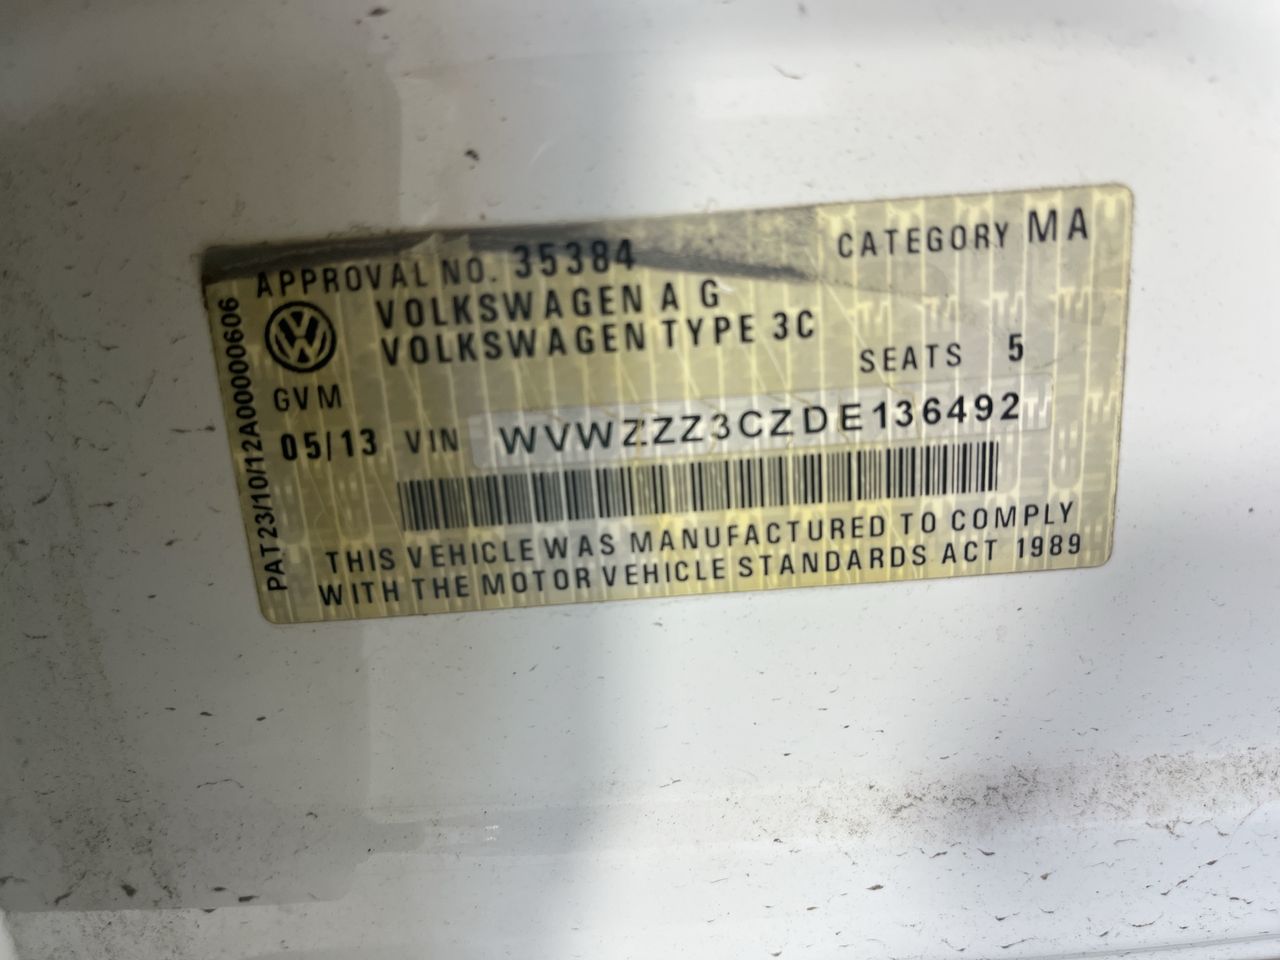 APPROVAL NO. 35384
CATEGORY MA
VOLKSWAGEN A G
VOLKSWAGEN TYPE 3C
SEATS 5
GVM
05/13 VIN WVWZZZ3CZDE136492
THIS VEHICLE WAS MANUFACTURED TO COMPLY
WITH THE MOTOR VEHICLE STANDARDS ACT 1989
PAT23/10/12A00000606